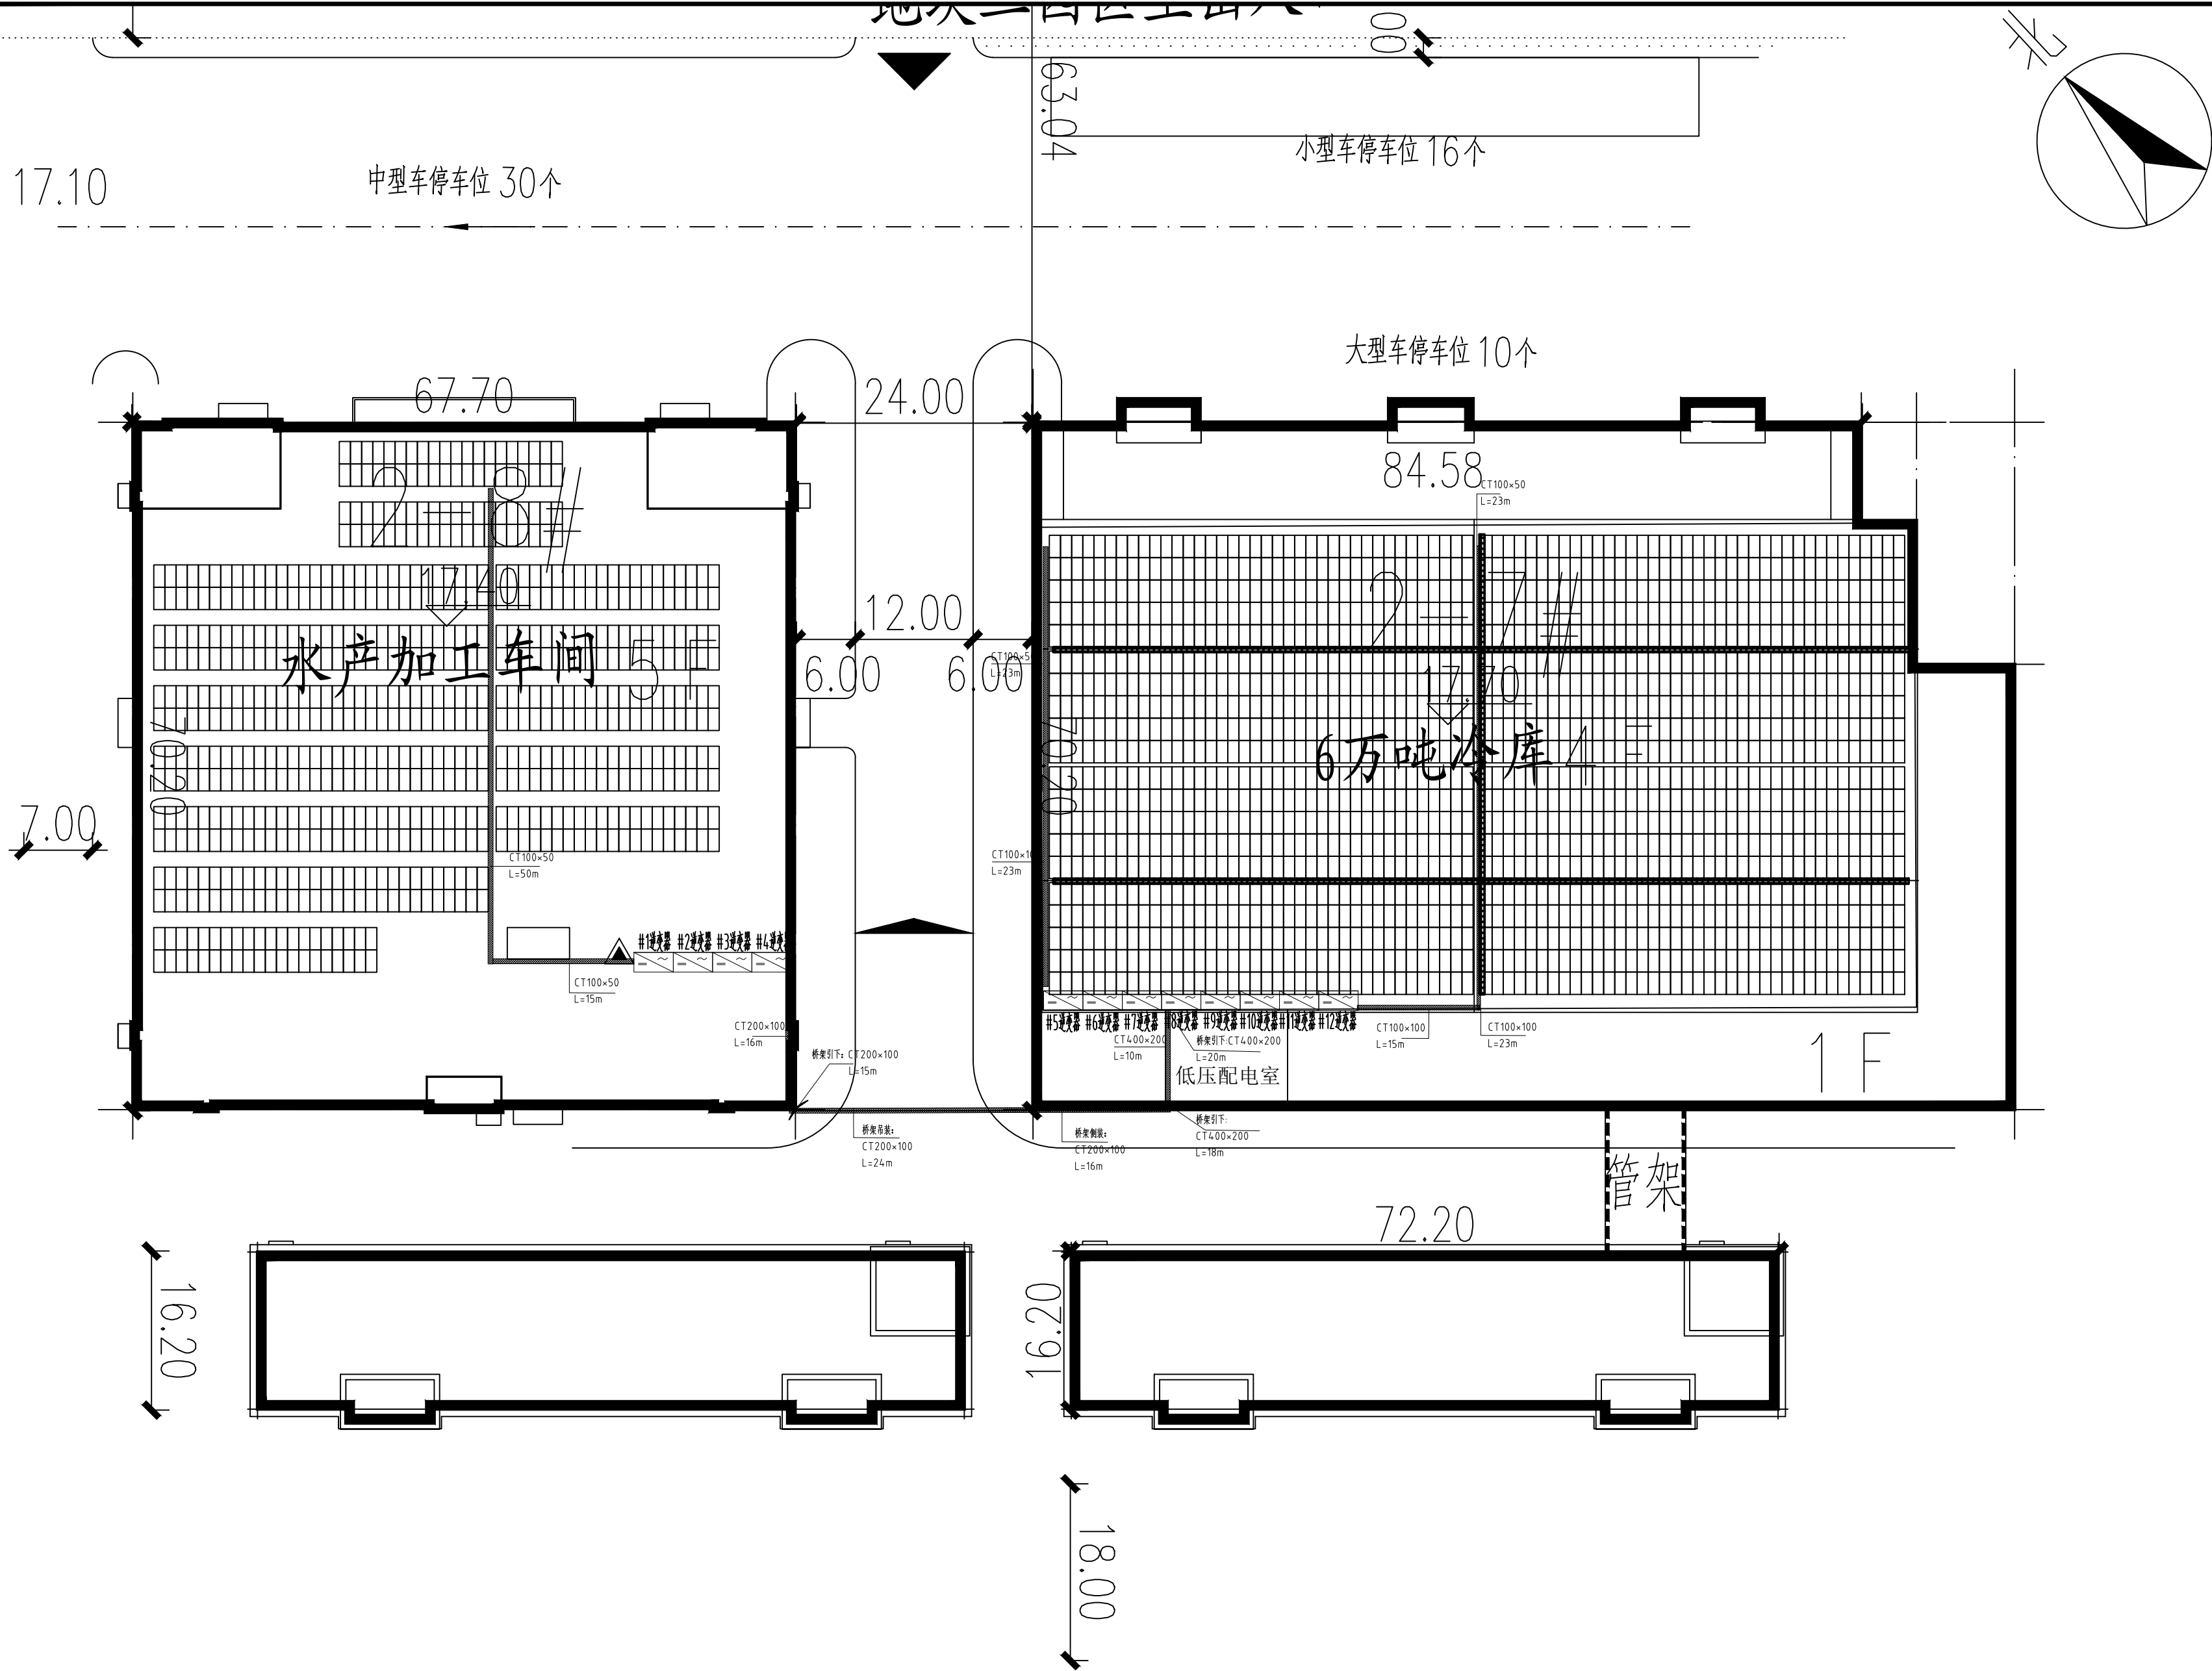 63.04
00
北
17.10
中型车停车位 30个
小型车停车位 16个
大型车停车位 10个
67.70
24.00
84.58
CT100×50
L=23m
2-8#
17.40
水产加工车间 5F
70.20
7.00
12.00
6.00
6.00
CT100×5
L=23m
2-7#
17.70
6万吨冷库 4F
70.20
CT100×50
L=50m
CT100×10
L=23m
#1逆变器 #2逆变器 #3逆变器 #4逆变器
CT100×50
L=15m
CT200×100
L=16m
桥架引下: CT200×100
L=15m
#5逆变器 #6逆变器 #7逆变器 #8逆变器 #9逆变器 #10逆变器 #11逆变器 #12逆变器
CT400×200
L=10m
桥架引下:CT400×200
L=20m
低压配电室
CT100×100
L=15m
CT100×100
L=23m
1F
桥架吊装:
CT200×100
L=24m
桥架侧装:
CT200×100
L=16m
桥架引下:
CT400×200
L=18m
管架
72.20
16.20
16.20
18.00